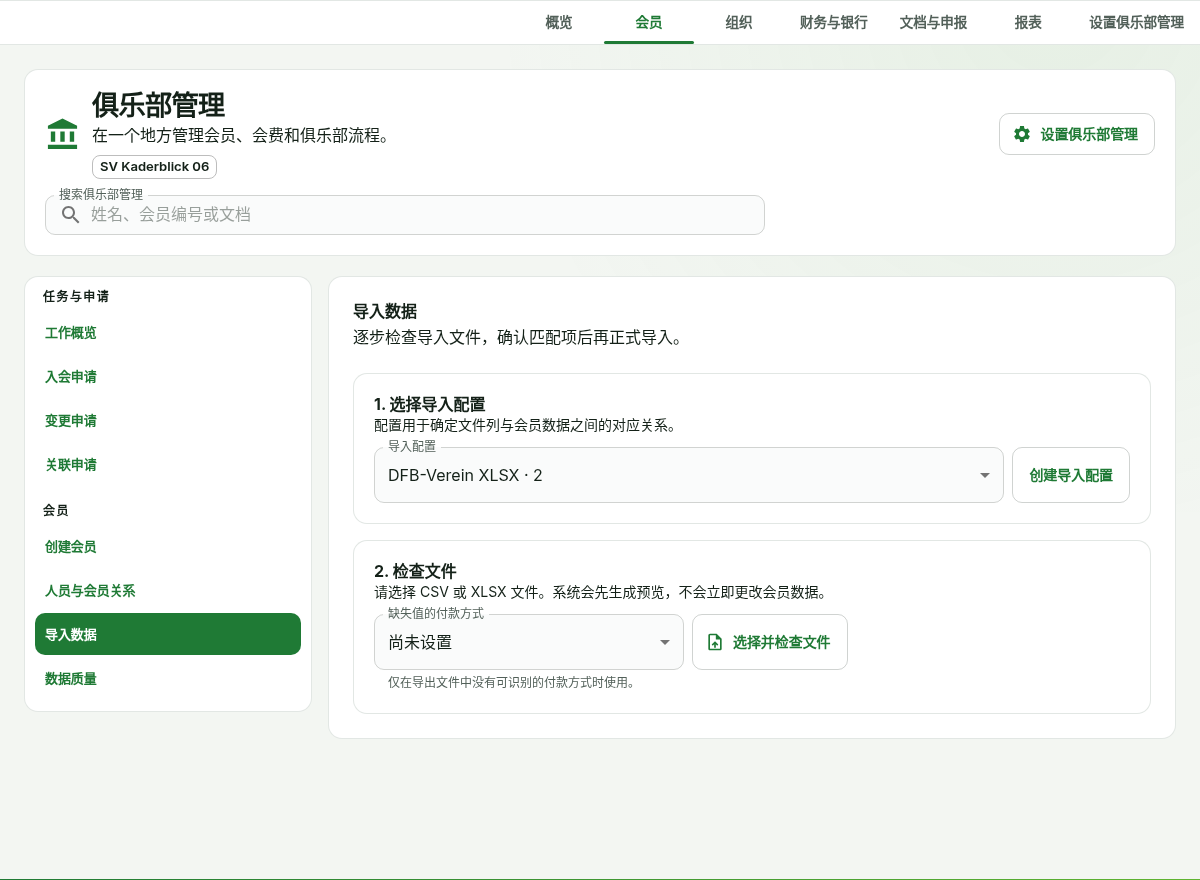 概览
会员
组织
财务与银行
文档与申报
报表
设置俱乐部管理
俱乐部管理
在一个地方管理会员、会费和俱乐部流程。
SV Kaderblick 06
设置俱乐部管理
搜索俱乐部管理
姓名、会员编号或文档
任务与申请
工作概览
入会申请
变更申请
关联申请
会员
创建会员
人员与会员关系
导入数据
数据质量
导入数据
逐步检查导入文件，确认匹配项后再正式导入。
1. 选择导入配置
配置用于确定文件列与会员数据之间的对应关系。
导入配置
DFB-Verein XLSX · 2
创建导入配置
2. 检查文件
请选择 CSV 或 XLSX 文件。系统会先生成预览，不会立即更改会员数据。
缺失值的付款方式
尚未设置
选择并检查文件
仅在导出文件中没有可识别的付款方式时使用。